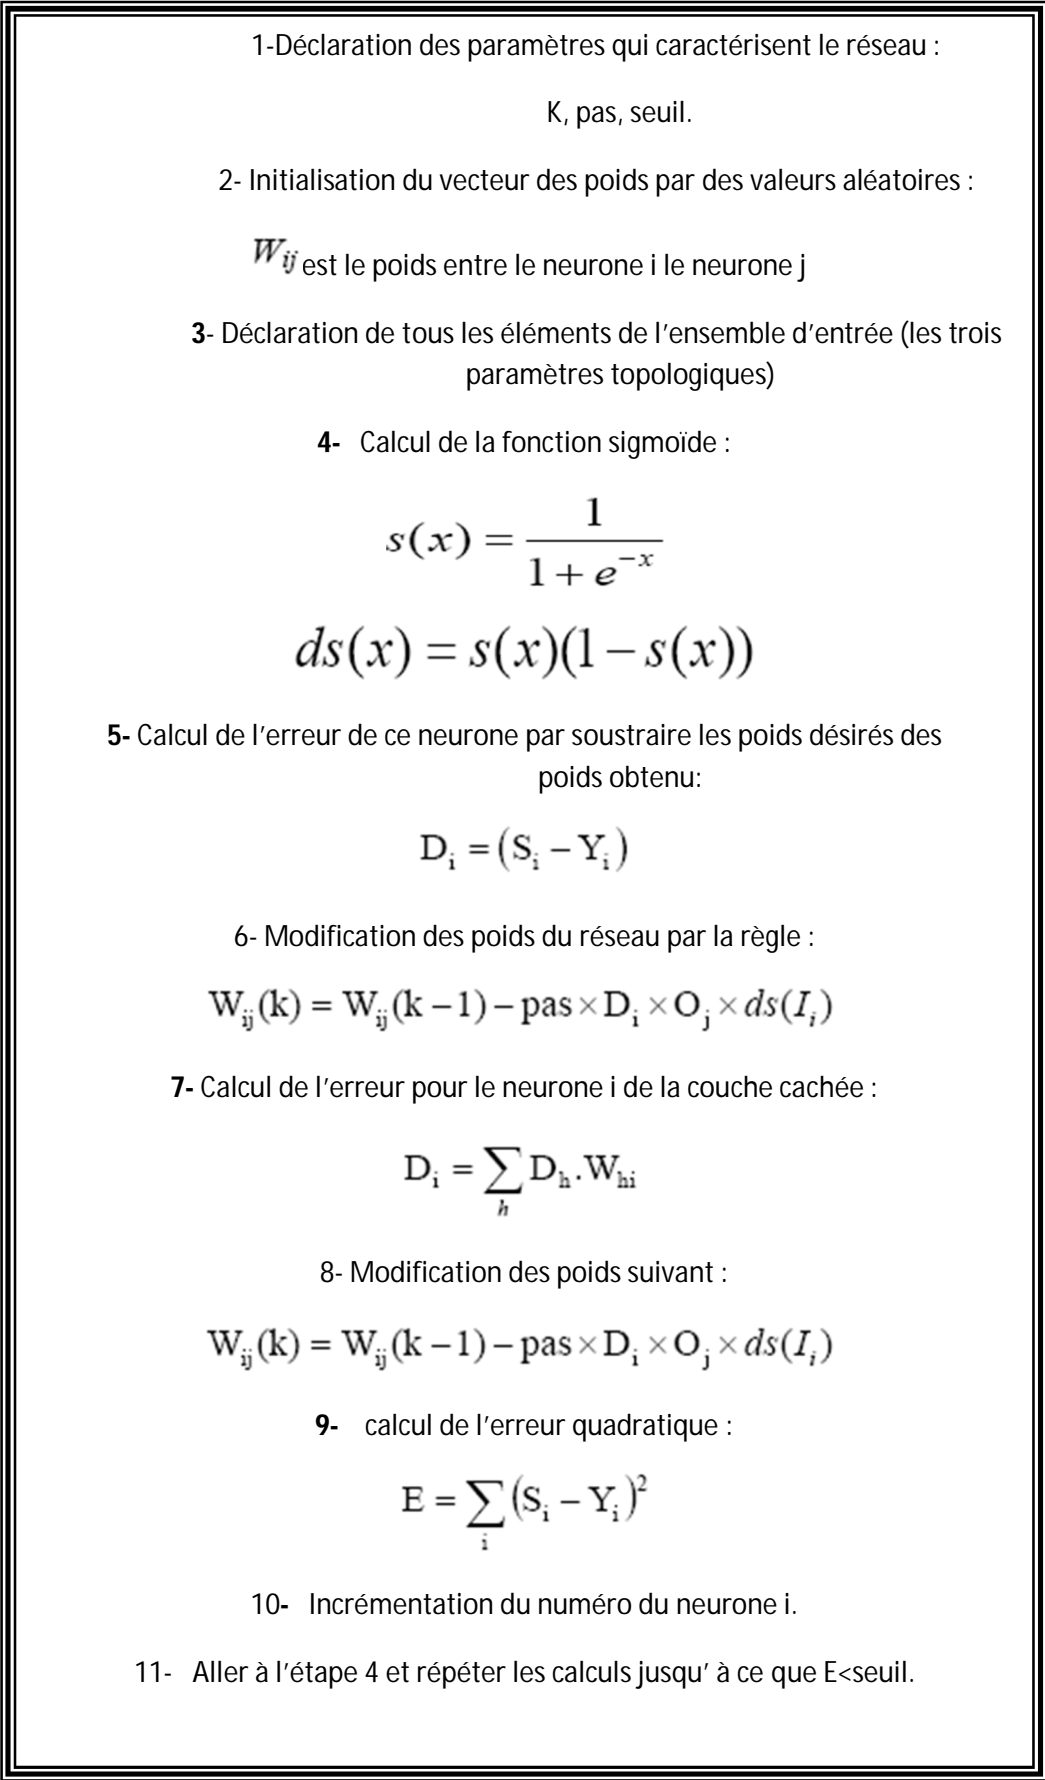 1-Déclaration des paramètres qui caractérisent le réseau :
K, pas, seuil.
2- Initialisation du vecteur des poids par des valeurs aléatoires :
W_ij est le poids entre le neurone i le neurone j
3- Déclaration de tous les éléments de l’ensemble d’entrée (les trois
paramètres topologiques)
4- Calcul de la fonction sigmoïde :
s(x) = 1 / (1 + e^{-x})
ds(x) = s(x)(1 – s(x))
5- Calcul de l’erreur de ce neurone par soustraire les poids désirés des
poids obtenu:
D_i = (S_i – Y_i)
6- Modification des poids du réseau par la règle :
W_ij(k) = W_ij(k – 1) – pas × D_i × O_j × ds(I_i)
7- Calcul de l’erreur pour le neurone i de la couche cachée :
D_i = ∑_h D_h.W_hi
8- Modification des poids suivant :
W_ij(k) = W_ij(k – 1) – pas × D_i × O_j × ds(I_i)
9- calcul de l’erreur quadratique :
E = ∑_i (S_i – Y_i)^2
10- Incrémentation du numéro du neurone i.
11- Aller à l’étape 4 et répéter les calculs jusqu’ à ce que E<seuil.